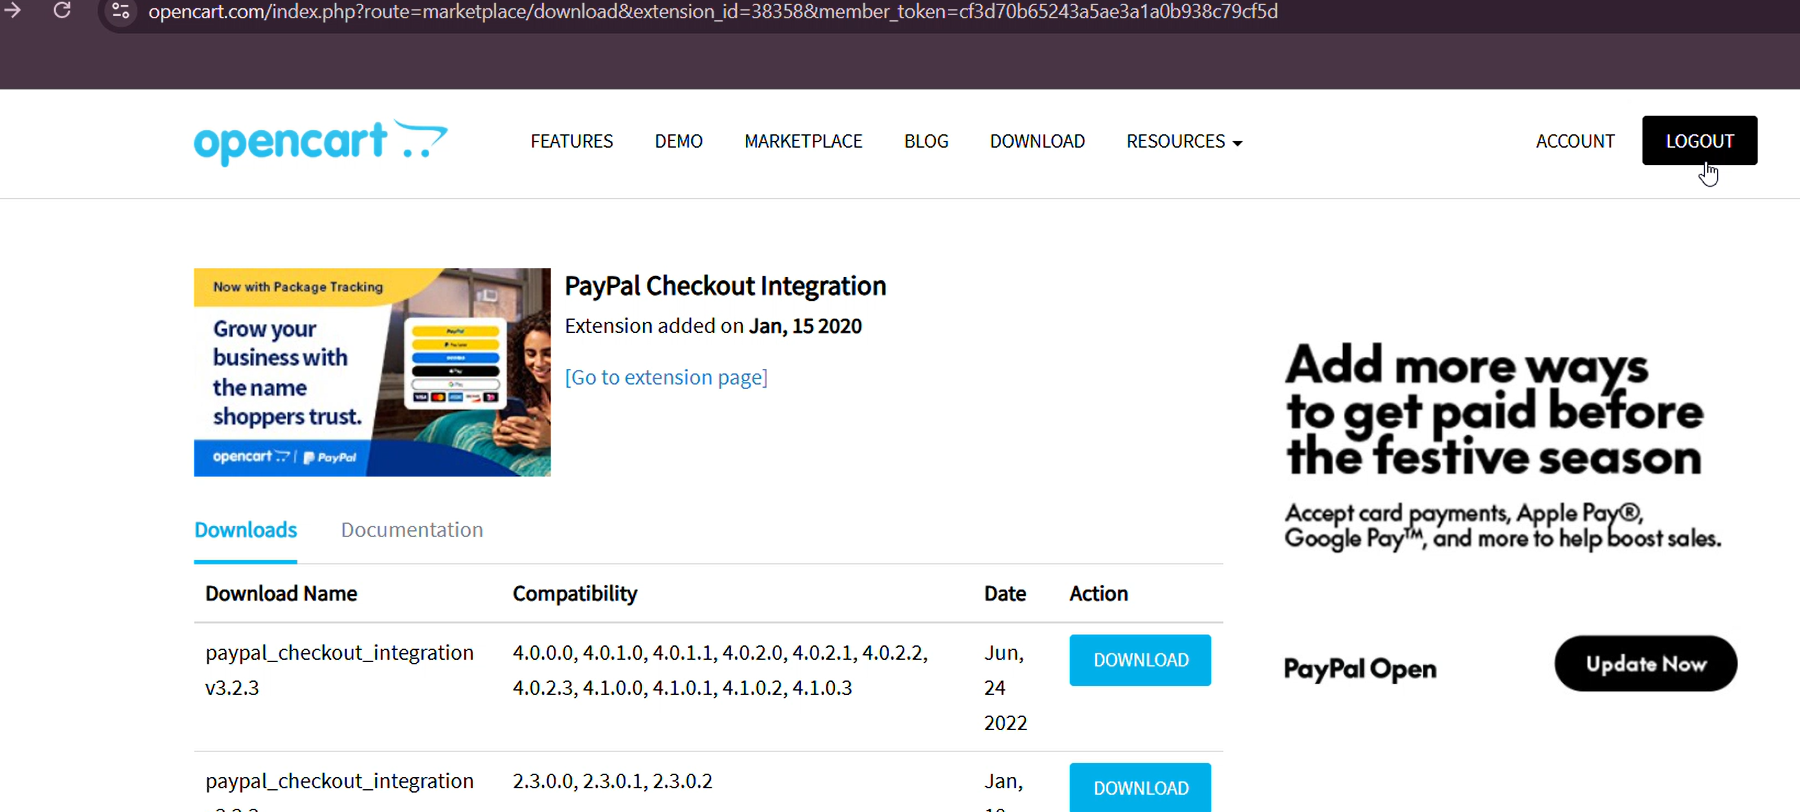 opencart.com/index.php?route=marketplace/download&extension_id=38358&member_token=cf3d70b65243a5ae3a1a0b938c79cf5d
opencart
FEATURES DEMO MARKETPLACE BLOG DOWNLOAD RESOURCES ACCOUNT LOGOUT
Now with Package Tracking
Grow your
business with
the name
shoppers trust.
opencart | PayPal
PayPal Checkout Integration
Extension added on Jan, 15 2020
[Go to extension page]
Add more ways
to get paid before
the festive season
Accept card payments, Apple Pay®,
Google Pay™, and more to help boost sales.
PayPal Open Update Now
Downloads Documentation
Download Name Compatibility Date Action
paypal_checkout_integration 4.0.0.0, 4.0.1.0, 4.0.1.1, 4.0.2.0, 4.0.2.1, 4.0.2.2, Jun, DOWNLOAD
v3.2.3 4.0.2.3, 4.1.0.0, 4.1.0.1, 4.1.0.2, 4.1.0.3 24
2022
paypal_checkout_integration 2.3.0.0, 2.3.0.1, 2.3.0.2 Jan, DOWNLOAD